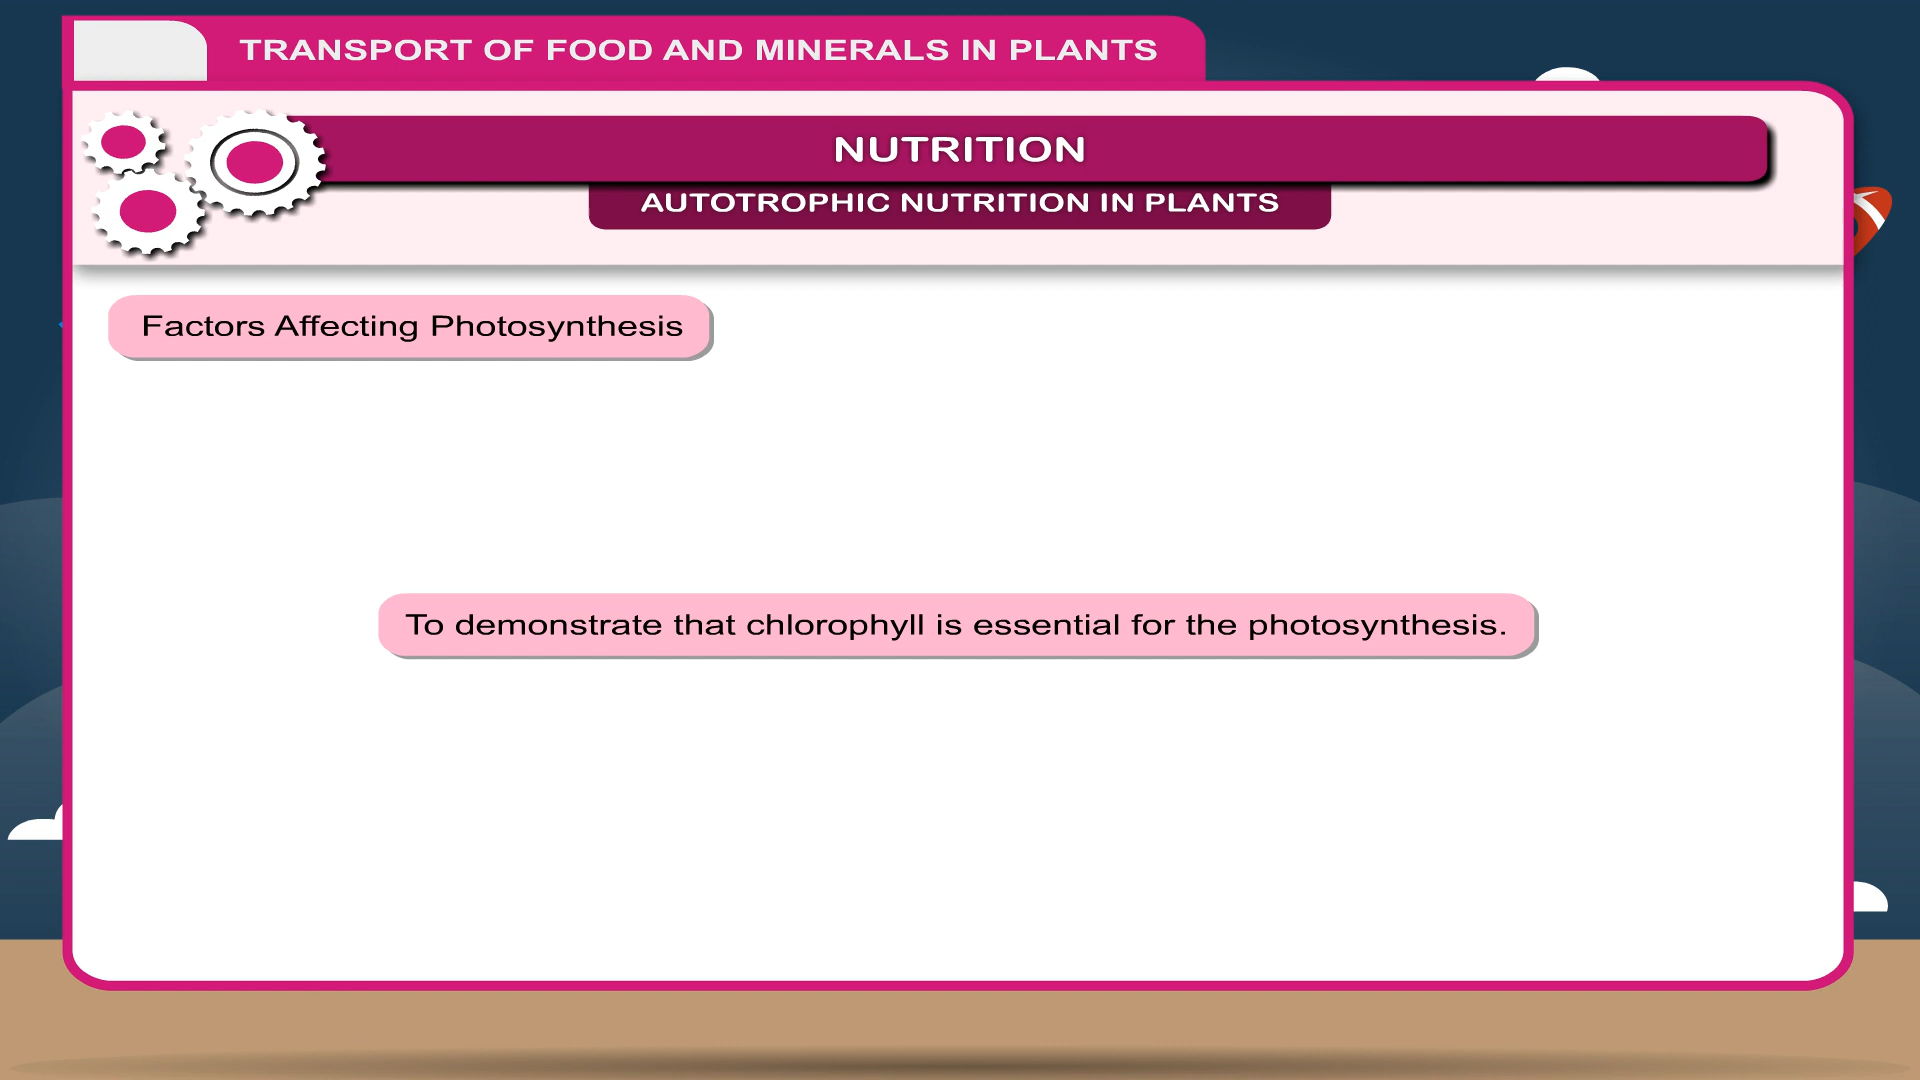 TRANSPORT OF FOOD AND MINERALS IN PLANTS
NUTRITION
AUTOTROPHIC NUTRITION IN PLANTS
Factors Affecting Photosynthesis
To demonstrate that chlorophyll is essential for the photosynthesis.